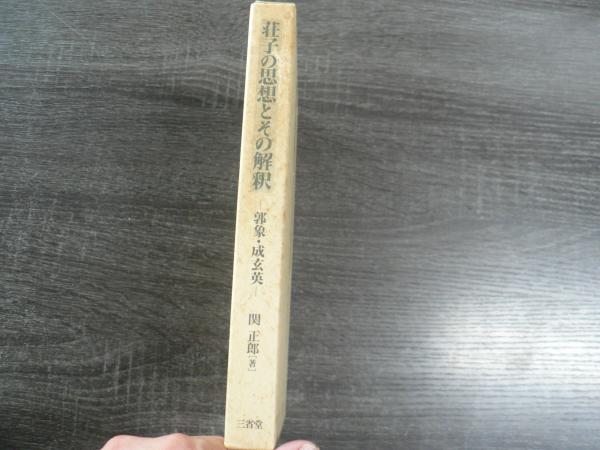 荘子の思想とその解釈
―郭象・成玄英―
関 正郎［著］
三省堂